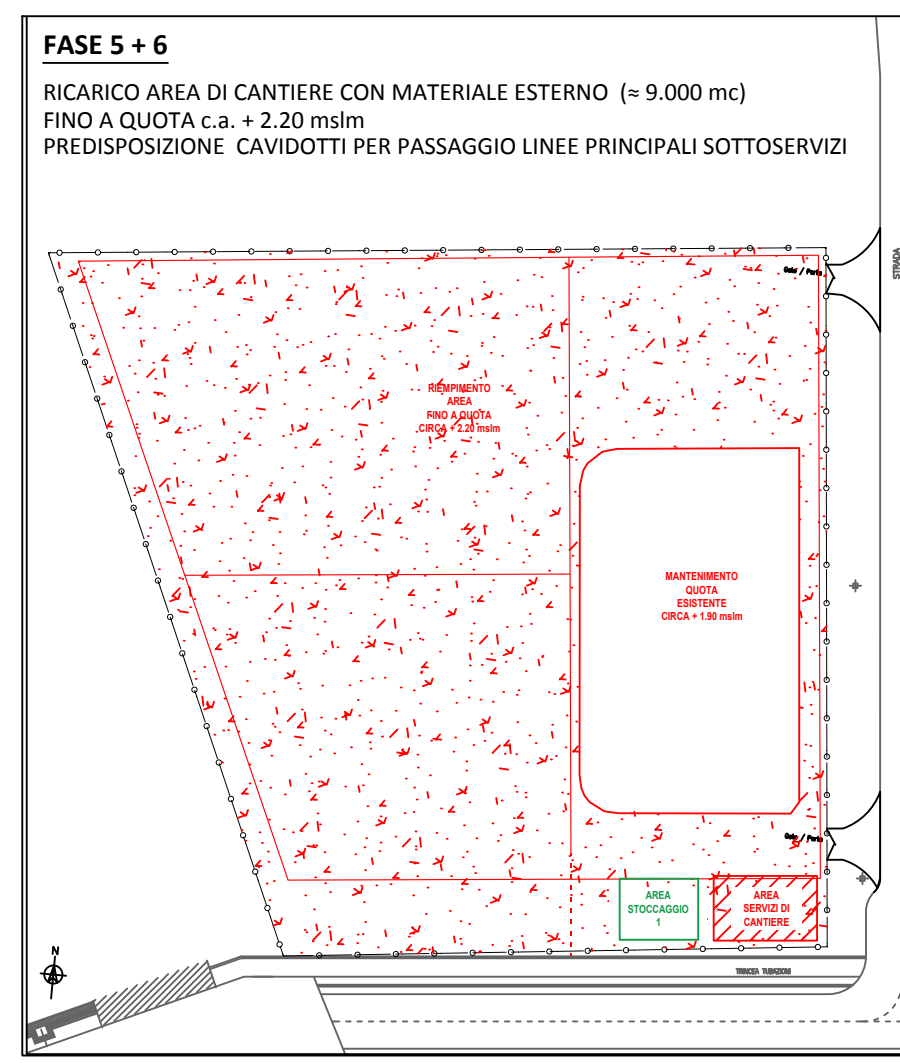 FASE 5 + 6
RICARICO AREA DI CANTIERE CON MATERIALE ESTERNO (≈ 9.000 mc)
FINO A QUOTA c.a. + 2.20 mslm
PREDISPOSIZIONE CAVIDOTTI PER PASSAGGIO LINEE PRINCIPALI SOTTOSERVIZI
STRADA
RIEMPIMENTO
AREA
FINO A QUOTA
CIRCA + 2.20 mslm
MANTENIMENTO
QUOTA
ESISTENTE
CIRCA + 1.90 mslm
AREA
STOCCAGGIO
1
AREA
SERVIZI DI
CANTIERE
N
TRINCEA TUBAZIONI